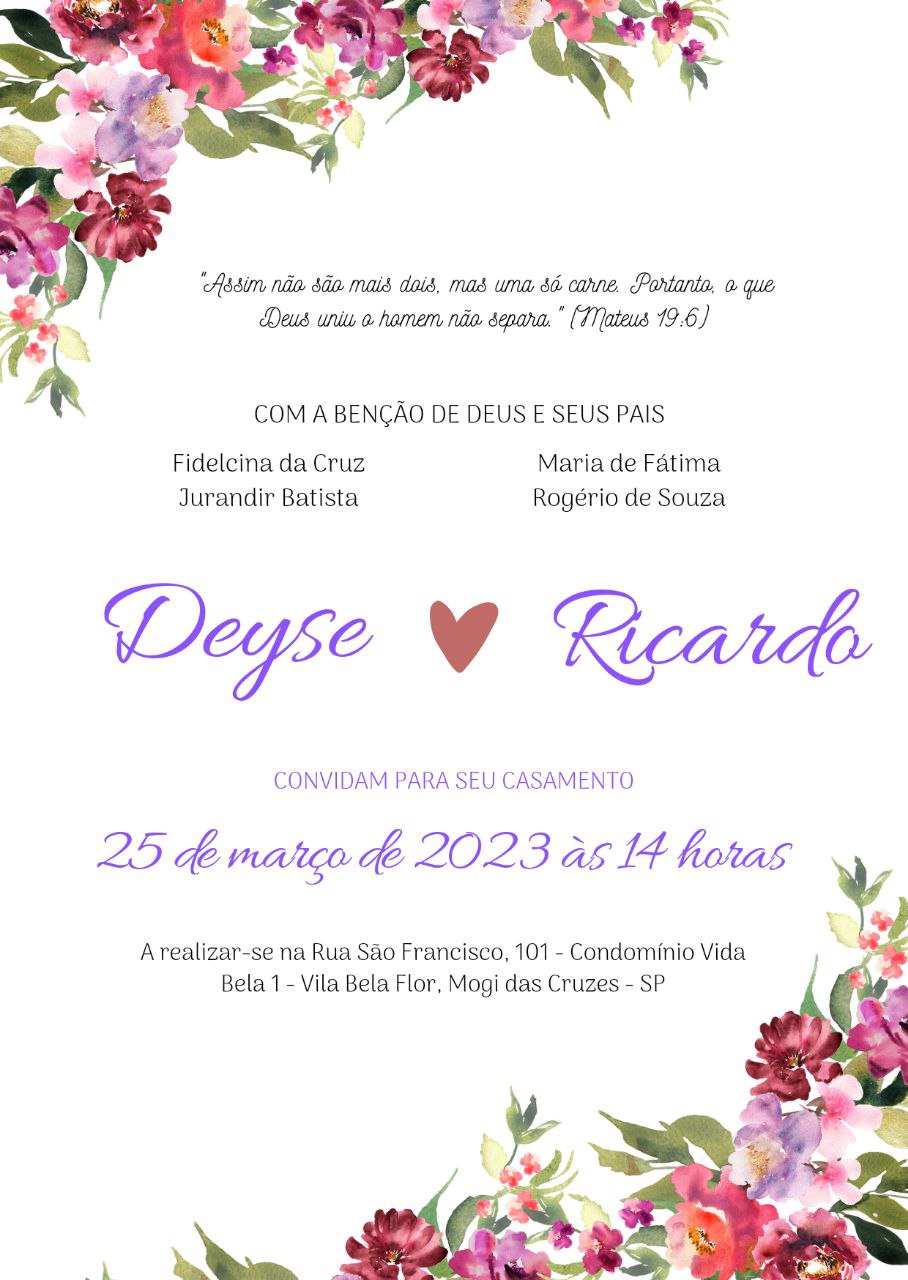 "Assim não são mais dois, mas uma só carne. Portanto, o que
Deus uniu o homem não separa." (Mateus 19:6)
COM A BENÇÃO DE DEUS E SEUS PAIS
Fidelcina da Cruz
Jurandir Batista
Maria de Fátima
Rogério de Souza
Deyse
Ricardo
CONVIDAM PARA SEU CASAMENTO
25 de março de 2023 às 14 horas
A realizar-se na Rua São Francisco, 101 - Condomínio Vida
Bela 1 - Vila Bela Flor, Mogi das Cruzes - SP